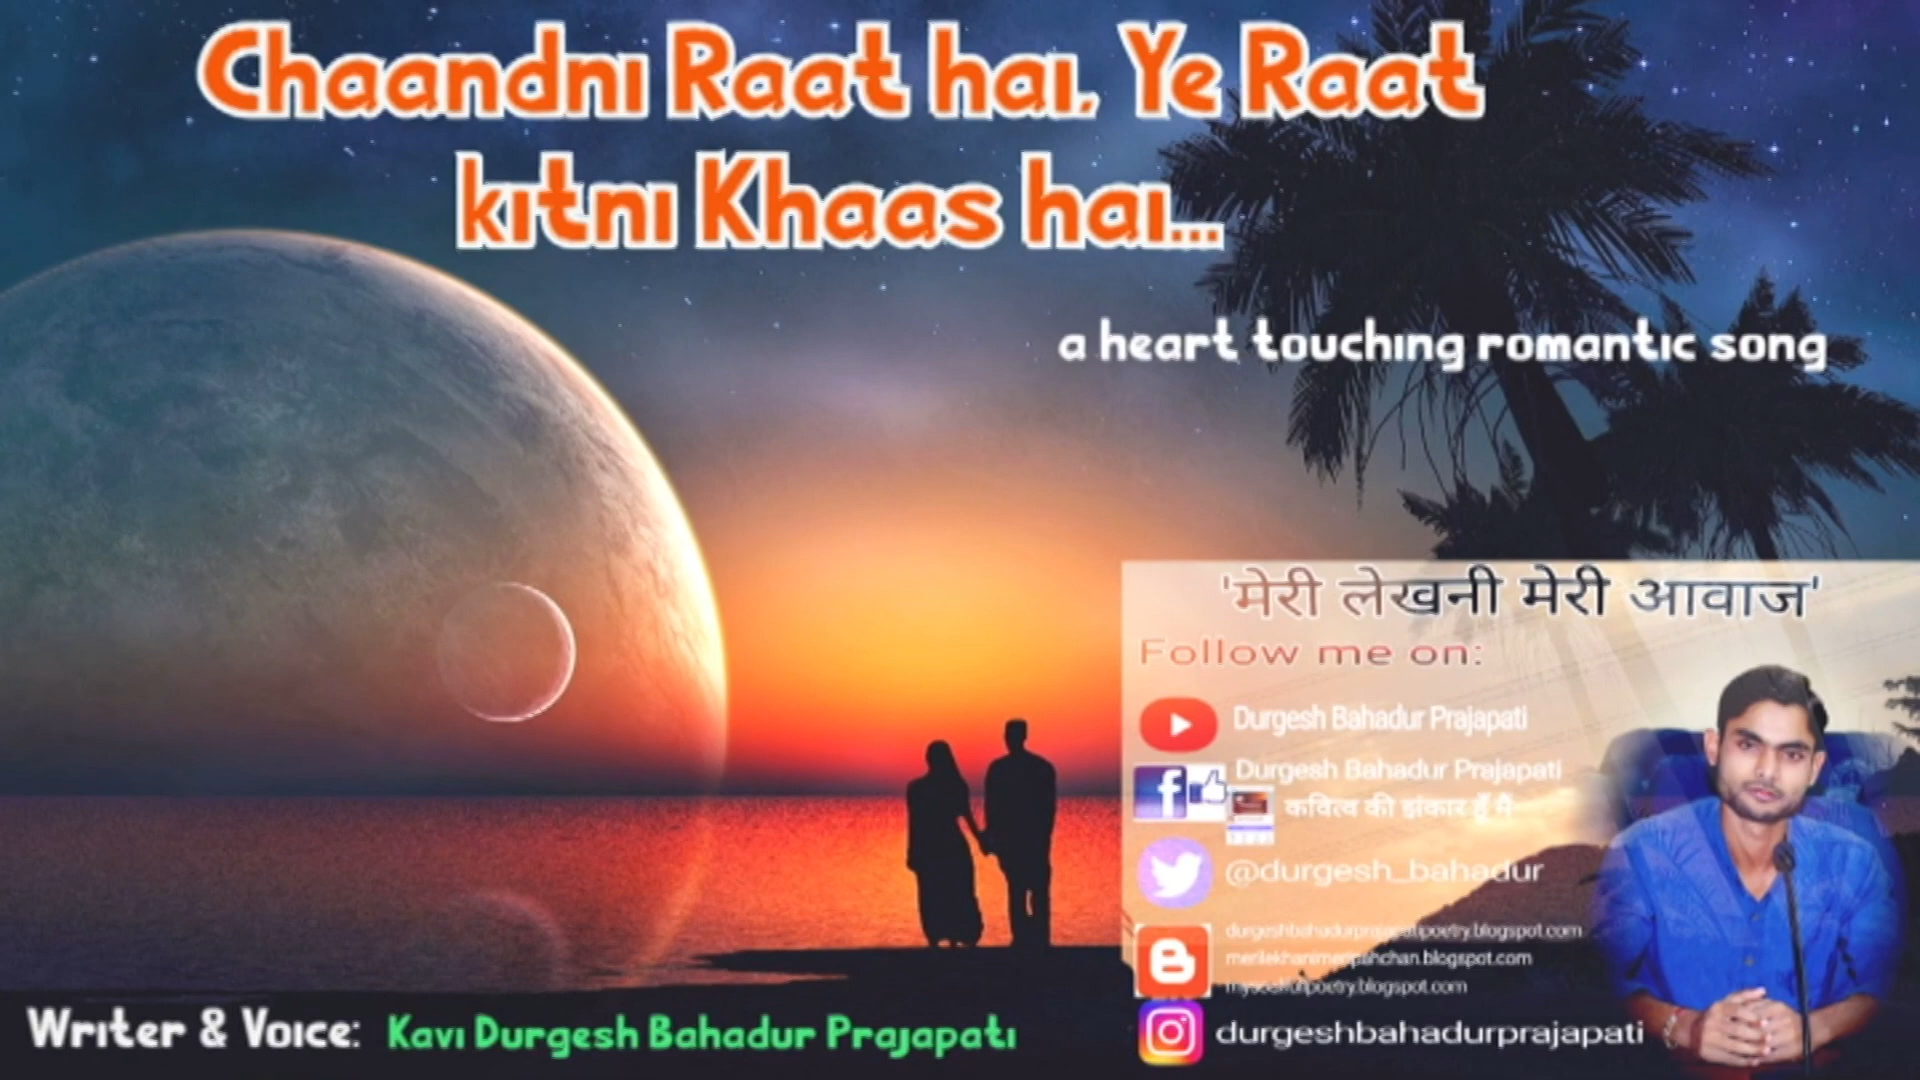 Chaandni Raat hai, Ye Raat
kitni Khaas hai...
a heart touching romantic song
'मेरी लेखनी मेरी आवाज'
Follow me on:
Durgesh Bahadur Prajapati
Durgesh Bahadur Prajapati
कवित्व की झंकार हूँ मैं
@durgesh_bahadur
durgeshbahadurprajapatipoetry.blogspot.com
merilekhanimeripahchan.blogspot.com
durgeshbahadurprajapati
Writer & Voice: Kavi Durgesh Bahadur Prajapati